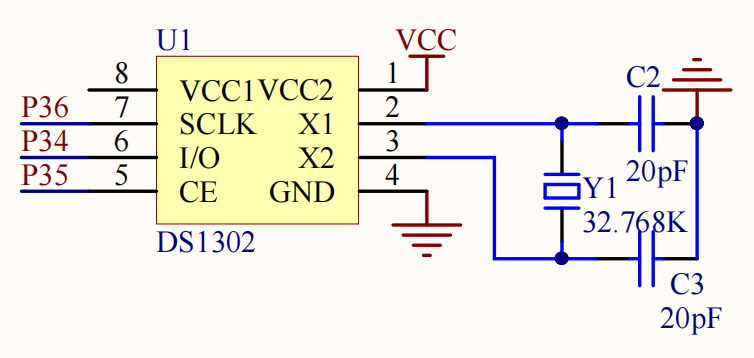 U1
VCC
8
VCC1
VCC2
1
C2
P36
7
SCLK
X1
2
P34
6
I/O
X2
3
20pF
P35
5
CE
GND
4
Y1
32.768K
DS1302
C3
20pF